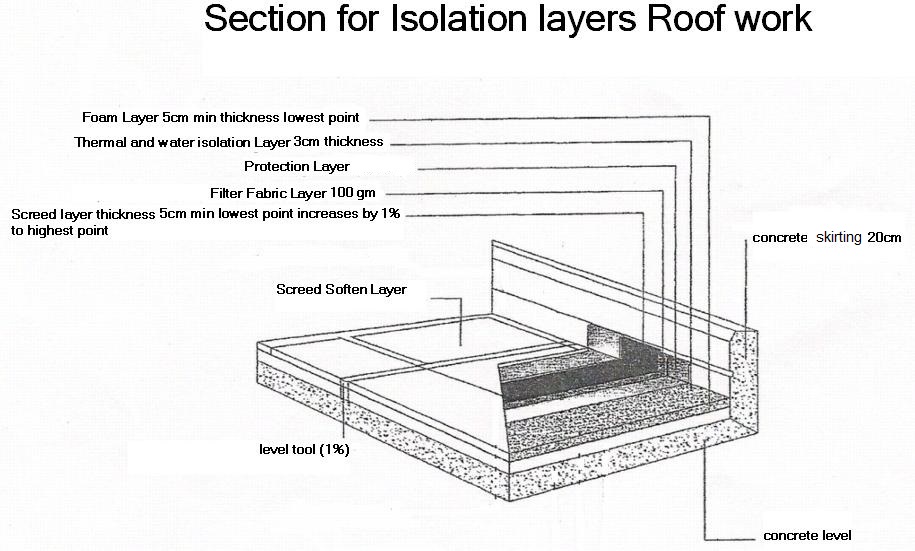 Section for Isolation layers Roof work
Foam Layer 5cm min thickness lowest point
Thermal and water isolation Layer 3cm thickness
Protection Layer
Filter Fabric Layer 100 gm
Screed layer thickness 5cm min lowest point increases by 1%
to highest point
concrete skirting 20cm
Screed Soften Layer
level tool (1%)
concrete level